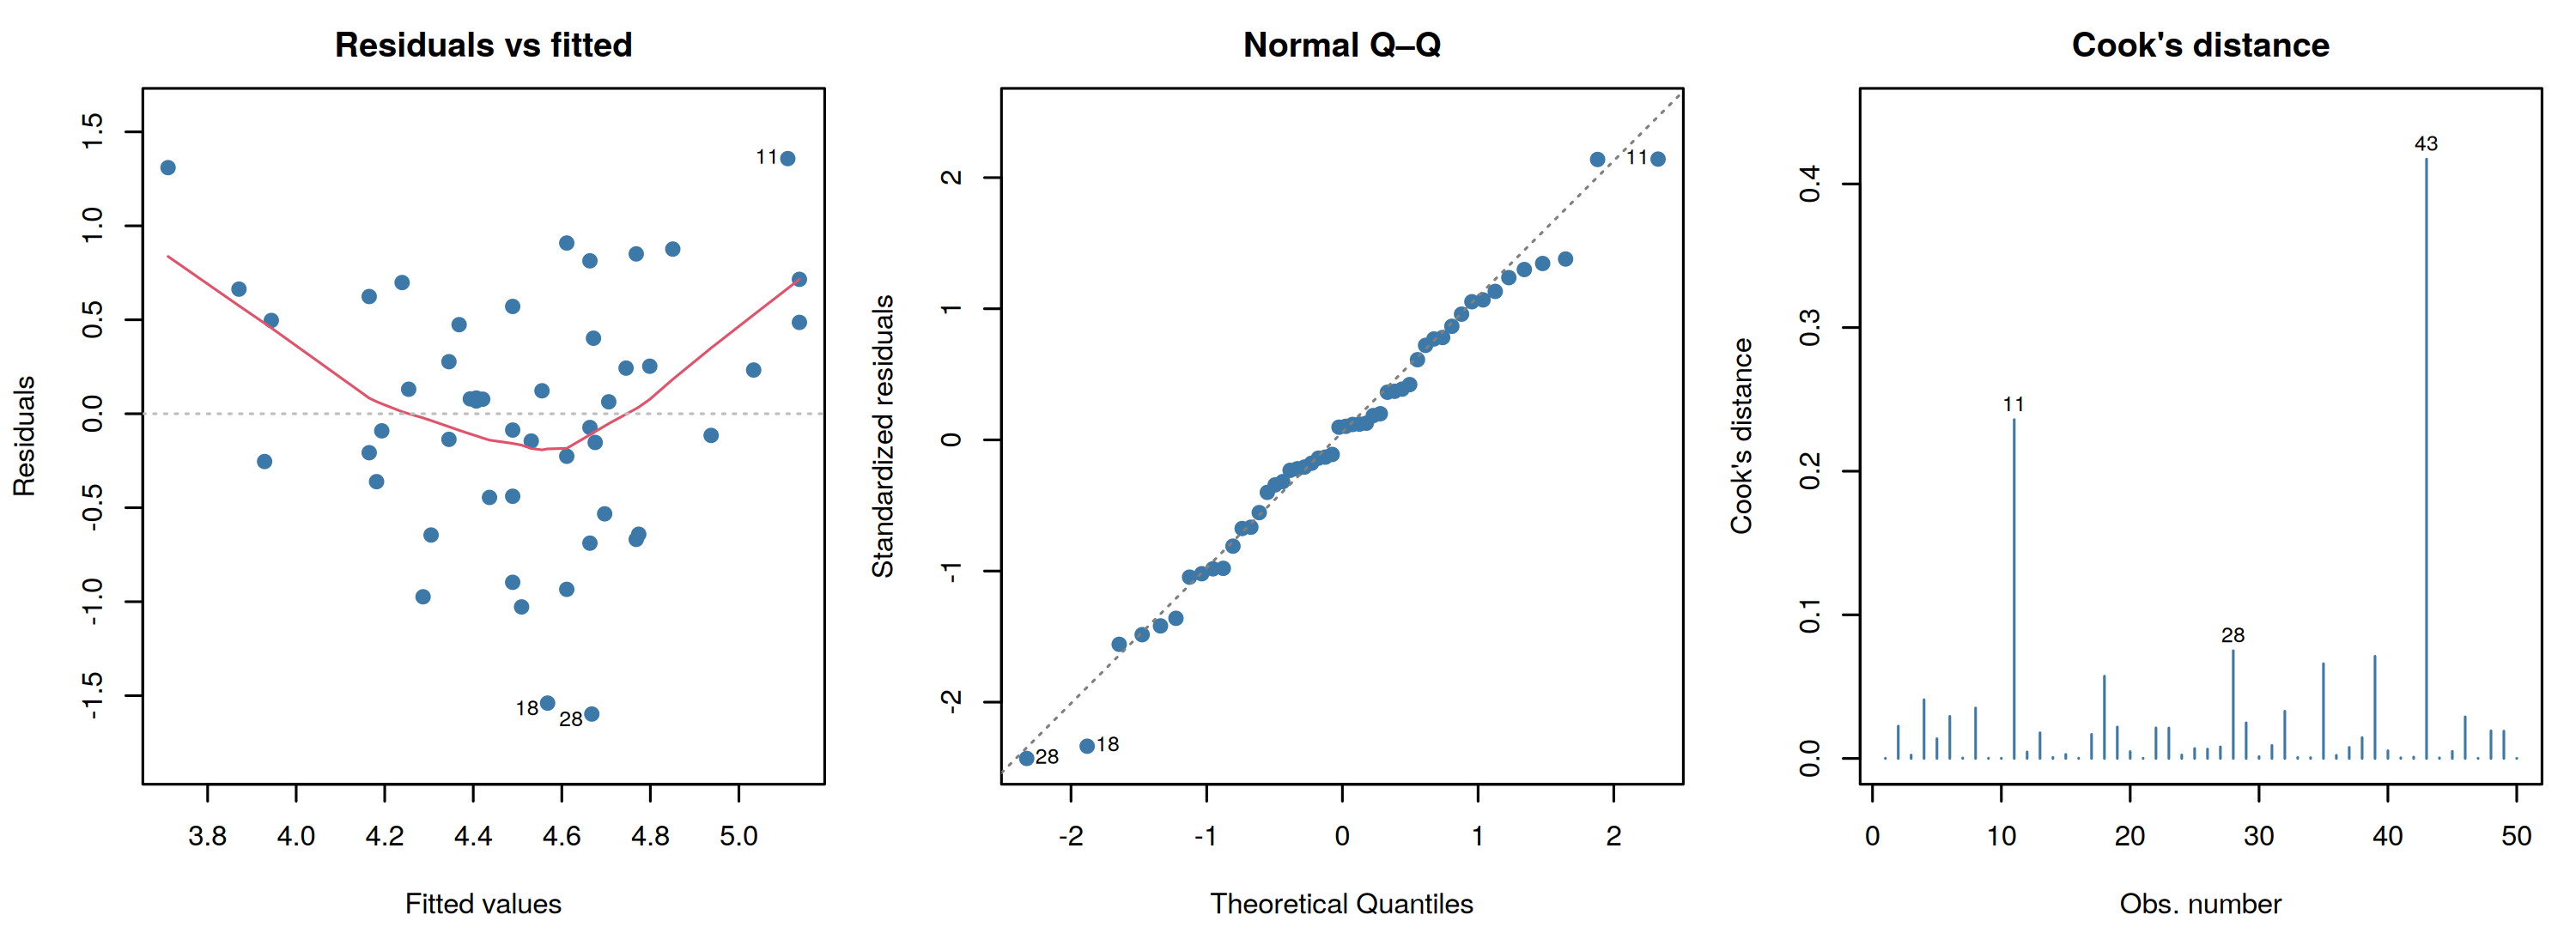 Residuals vs fitted
Residuals
1.5
1.0
0.5
0.0
-0.5
-1.0
-1.5
11
18
28
3.8 4.0 4.2 4.4 4.6 4.8 5.0
Fitted values
Normal Q–Q
Standardized residuals
2
1
0
-1
-2
11
18
28
-2 -1 0 1 2
Theoretical Quantiles
Cook's distance
Cook's distance
0.4
0.3
0.2
0.1
0.0
43
11
28
0 10 20 30 40 50
Obs. number